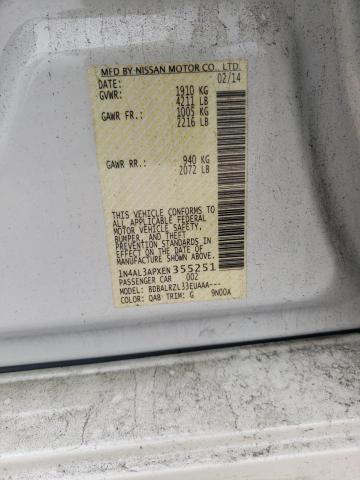 MFD BY NISSAN MOTOR CO., LTD.
DATE: 02/14
GVWR: 1910 KG
4211 LB
GAWR FR.: 1005 KG
2216 LB
GAWR RR.: 940 KG
2072 LB
THIS VEHICLE CONFORMS TO
ALL APPLICABLE FEDERAL
MOTOR VEHICLE SAFETY,
BUMPER, AND THEFT
PREVENTION STANDARDS IN
EFFECT ON THE DATE OF
MANUFACTURE SHOWN ABOVE.
1N4AL3APXEN355251
PASSENGER CAR 002
MODEL: BDBALRZL33EUAAA---
COLOR: QAB TRIM: G 9N00A